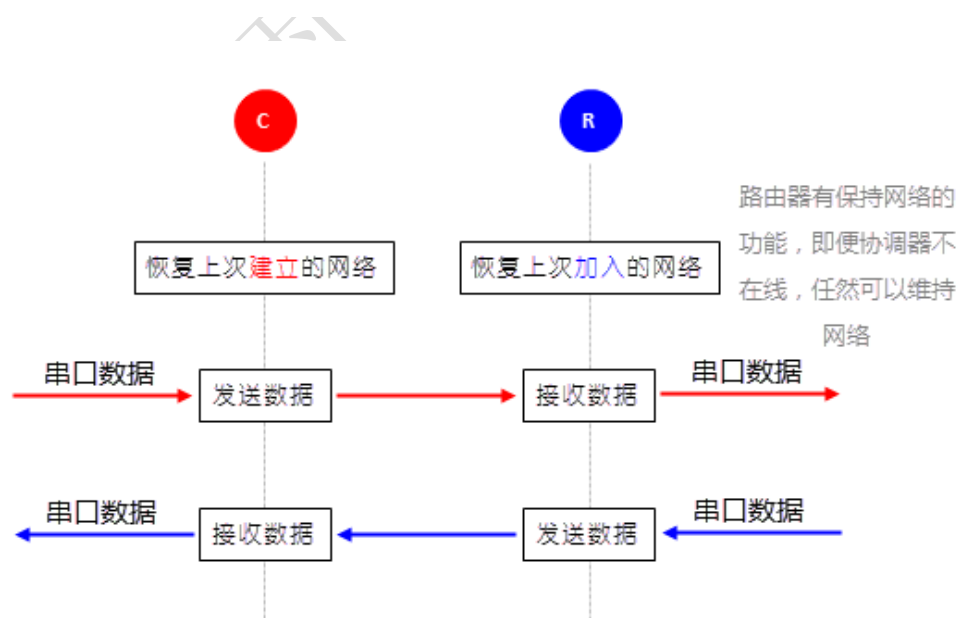 C
R
路由器有保持网络的
功能，即便协调器不
在线，任然可以维持
网络
恢复上次建立的网络
恢复上次加入的网络
串口数据
发送数据
接收数据
串口数据
串口数据
接收数据
发送数据
串口数据